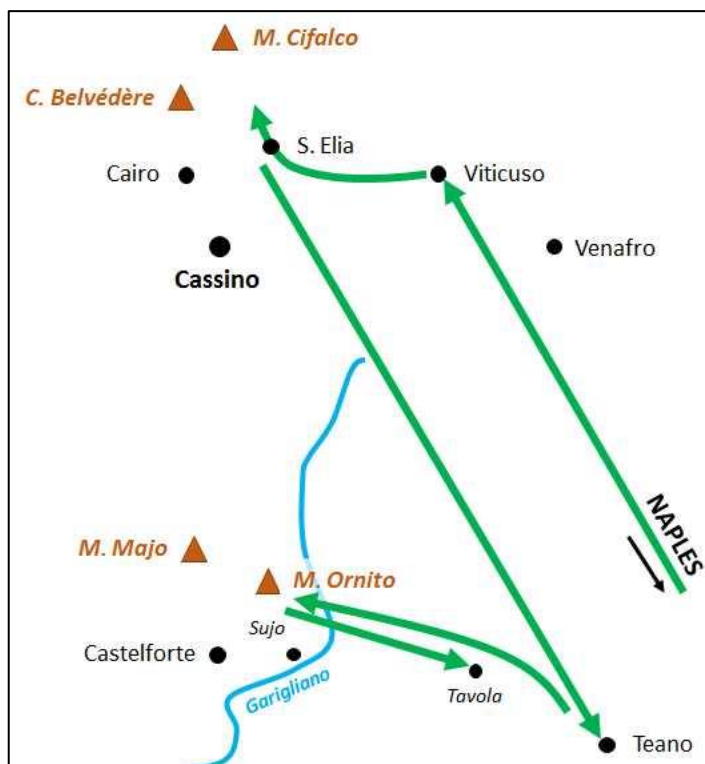 M. Cifalco
C. Belvédère
S. Elia
Cairo
Viticuso
Venafro
Cassino
NAPLES
M. Majo
M. Ornito
Sujo
Castelforte
Garigliano
Tavola
Teano